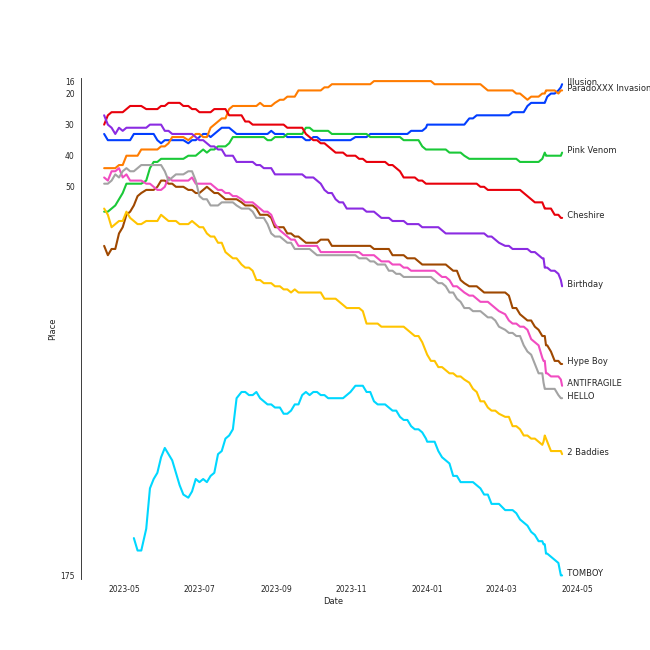 16
20
30
40
50
175
Place
Illusion
ParadoXXX Invasion
Pink Venom
Cheshire
Birthday
Hype Boy
ANTIFRAGILE
HELLO
2 Baddies
TOMBOY
2023-05
2023-07
2023-09
2023-11
2024-01
2024-03
2024-05
Date